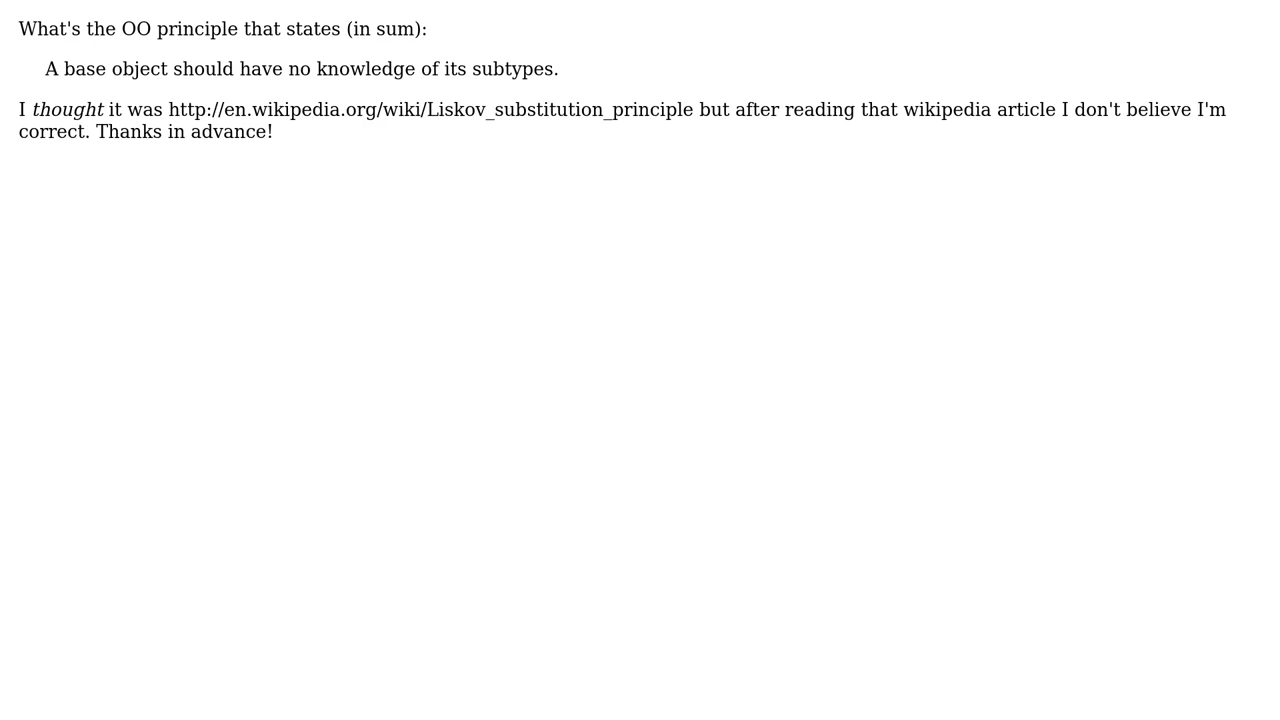 What's the OO principle that states (in sum):
A base object should have no knowledge of its subtypes.
I thought it was http://en.wikipedia.org/wiki/Liskov_substitution_principle but after reading that wikipedia article I don't believe I'm
correct. Thanks in advance!